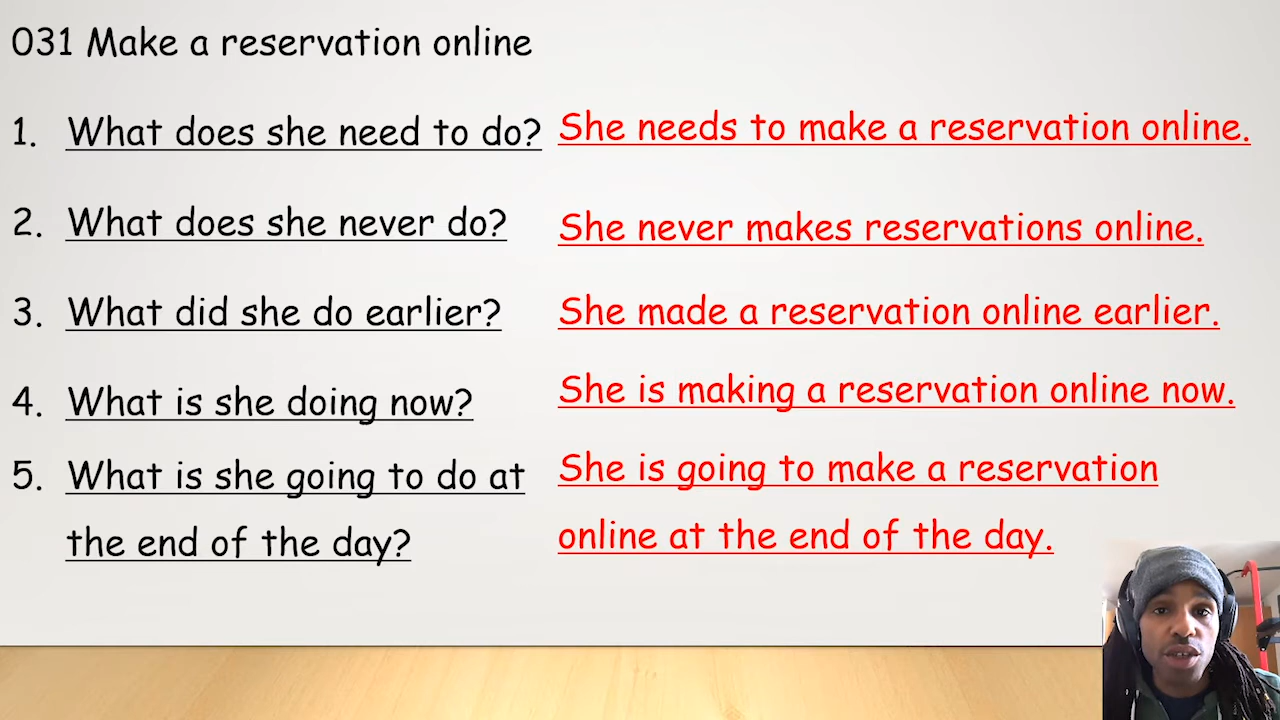 031 Make a reservation online
1. What does she need to do? She needs to make a reservation online.
2. What does she never do? She never makes reservations online.
3. What did she do earlier? She made a reservation online earlier.
4. What is she doing now? She is making a reservation online now.
5. What is she going to do at She is going to make a reservation
the end of the day? online at the end of the day.